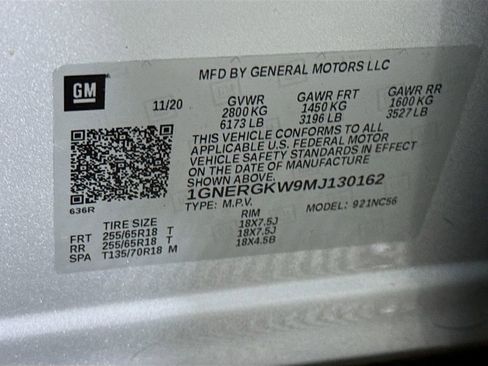 MFD BY GENERAL MOTORS LLC
GM
11/20 GVWR GAWR FRT GAWR RR
2800 KG 1450 KG 1600 KG
6173 LB 3196 LB 3527 LB
THIS VEHICLE CONFORMS TO ALL
APPLICABLE U.S. FEDERAL MOTOR
VEHICLE SAFETY STANDARDS IN EFFECT
ON THE DATE OF MANUFACTURE
SHOWN ABOVE.
1GNERGKW9MJ130162
636R
TYPE: M.P.V. MODEL: 921NC56
TIRE SIZE RIM
FRT 255/65R18 T 18X7.5J
RR 255/65R18 T 18X7.5J
SPA T135/70R18 M 18X4.5B